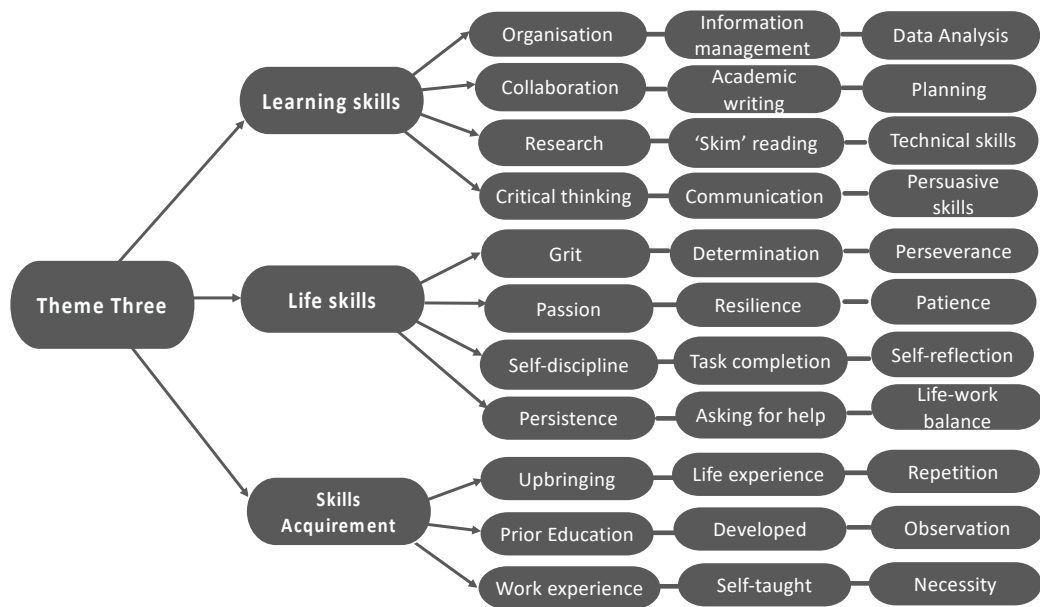 Theme Three
Learning skills
Organisation
Information
management
Data Analysis
Collaboration
Academic
writing
Planning
Research
‘Skim’ reading
Technical skills
Critical thinking
Communication
Persuasive
skills
Life skills
Grit
Determination
Perseverance
Passion
Resilience
Patience
Self-discipline
Task completion
Self-reflection
Persistence
Asking for help
Life-work
balance
Skills
Acquirement
Upbringing
Life experience
Repetition
Prior Education
Developed
Observation
Work experience
Self-taught
Necessity